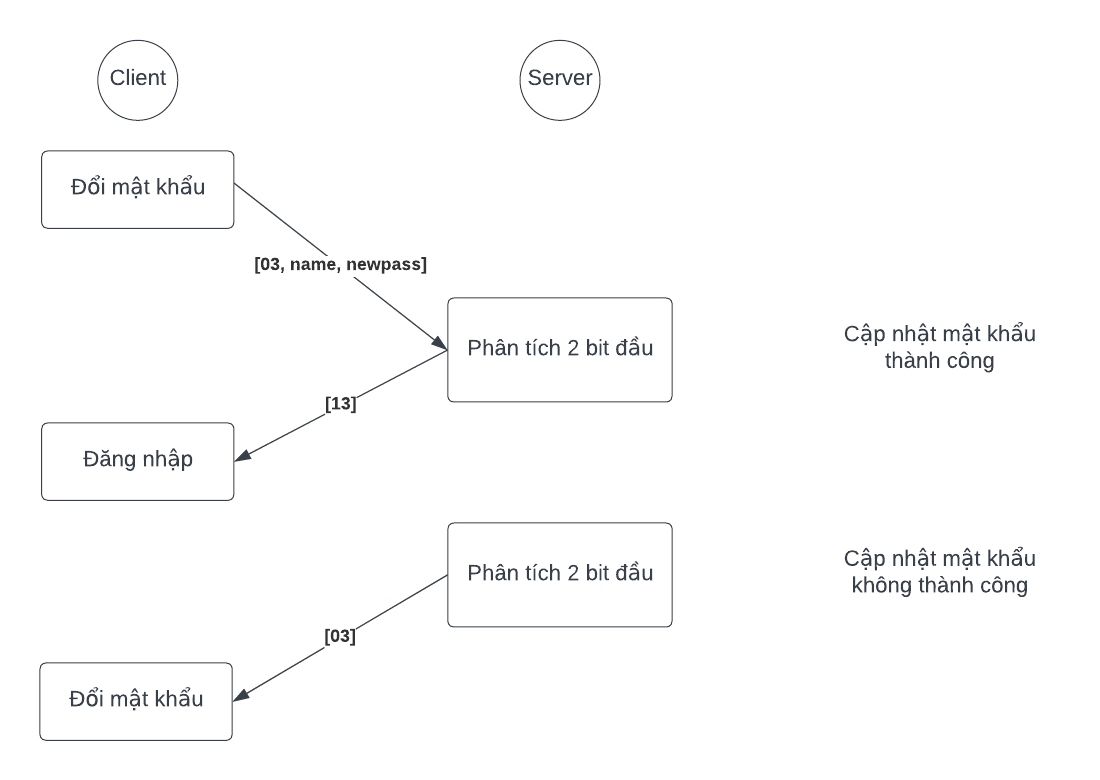 Client
Server
Đổi mật khẩu
[03, name, newpass]
Phân tích 2 bit đầu
Cập nhật mật khẩu
thành công
[13]
Đăng nhập
Phân tích 2 bit đầu
Cập nhật mật khẩu
không thành công
[03]
Đổi mật khẩu